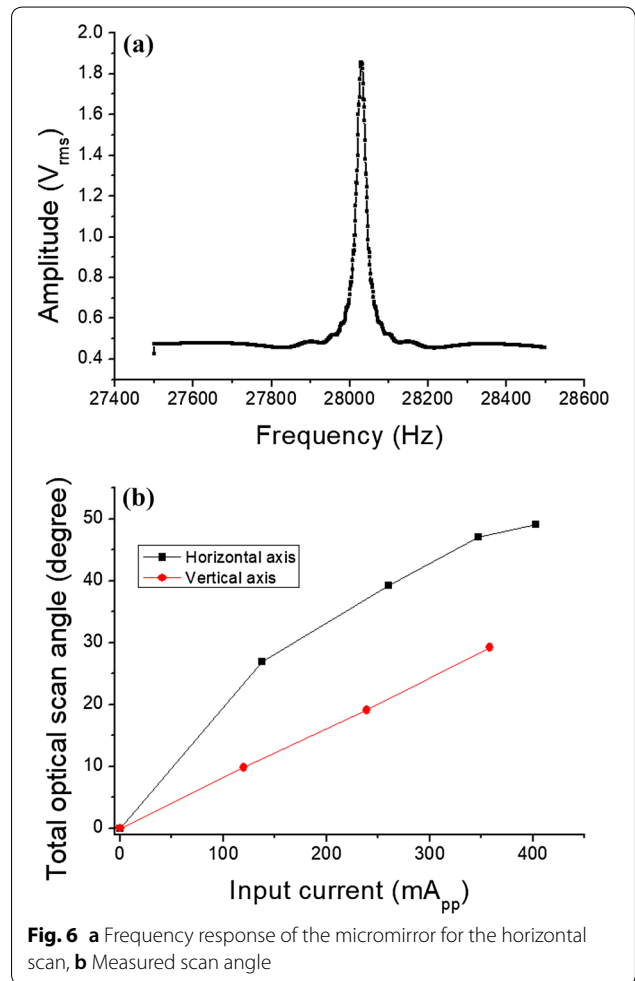 (a)
2.0
1.8
1.6
1.4
1.2
1.0
0.8
0.6
0.4
Amplitude (Vrms)
27400 27600 27800 28000 28200 28400 28600
Frequency (Hz)
(b)
50
40
30
20
10
0
Total optical scan angle (degree)
Horizontal axis
Vertical axis
0 100 200 300 400
Input current (mApp)
Fig. 6 a Frequency response of the micromirror for the horizontal
scan, b Measured scan angle